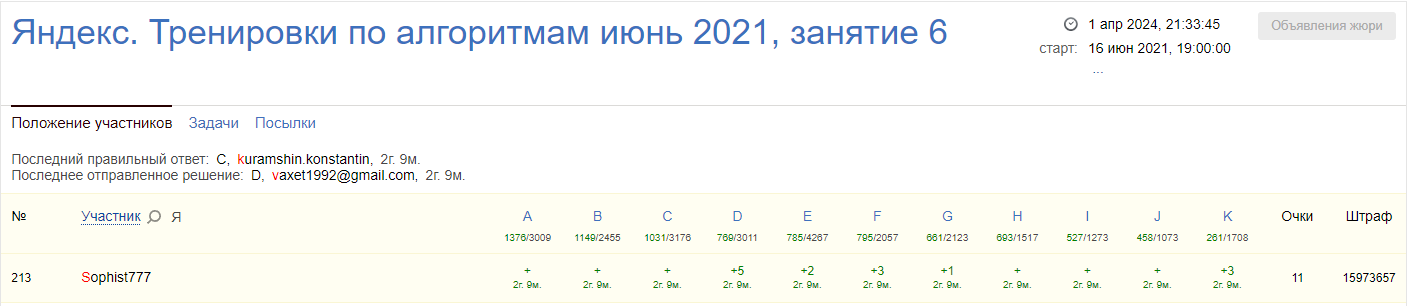 Яндекс. Тренировки по алгоритмам июнь 2021, занятие 6
1 апр 2024, 21:33:45
Объявления жюри
старт: 16 июн 2021, 19:00:00
...
Положение участников Задачи Посылки
Последний правильный ответ: C, kuramshin.konstantin, 2г. 9м.
Последнее отправленное решение: D, vaxet1992@gmail.com, 2г. 9м.
№ Участник Я A B C D E F G H I J K Очки Штраф
1376/3009 1149/2455 1031/3176 769/3011 785/4267 795/2057 661/2123 693/1517 527/1273 458/1073 261/1708
213 Sophist777 + + + +5 +2 +3 +1 + + + +3 11 15973657
2г. 9м. 2г. 9м. 2г. 9м. 2г. 9м. 2г. 9м. 2г. 9м. 2г. 9м. 2г. 9м. 2г. 9м. 2г. 9м. 2г. 9м.